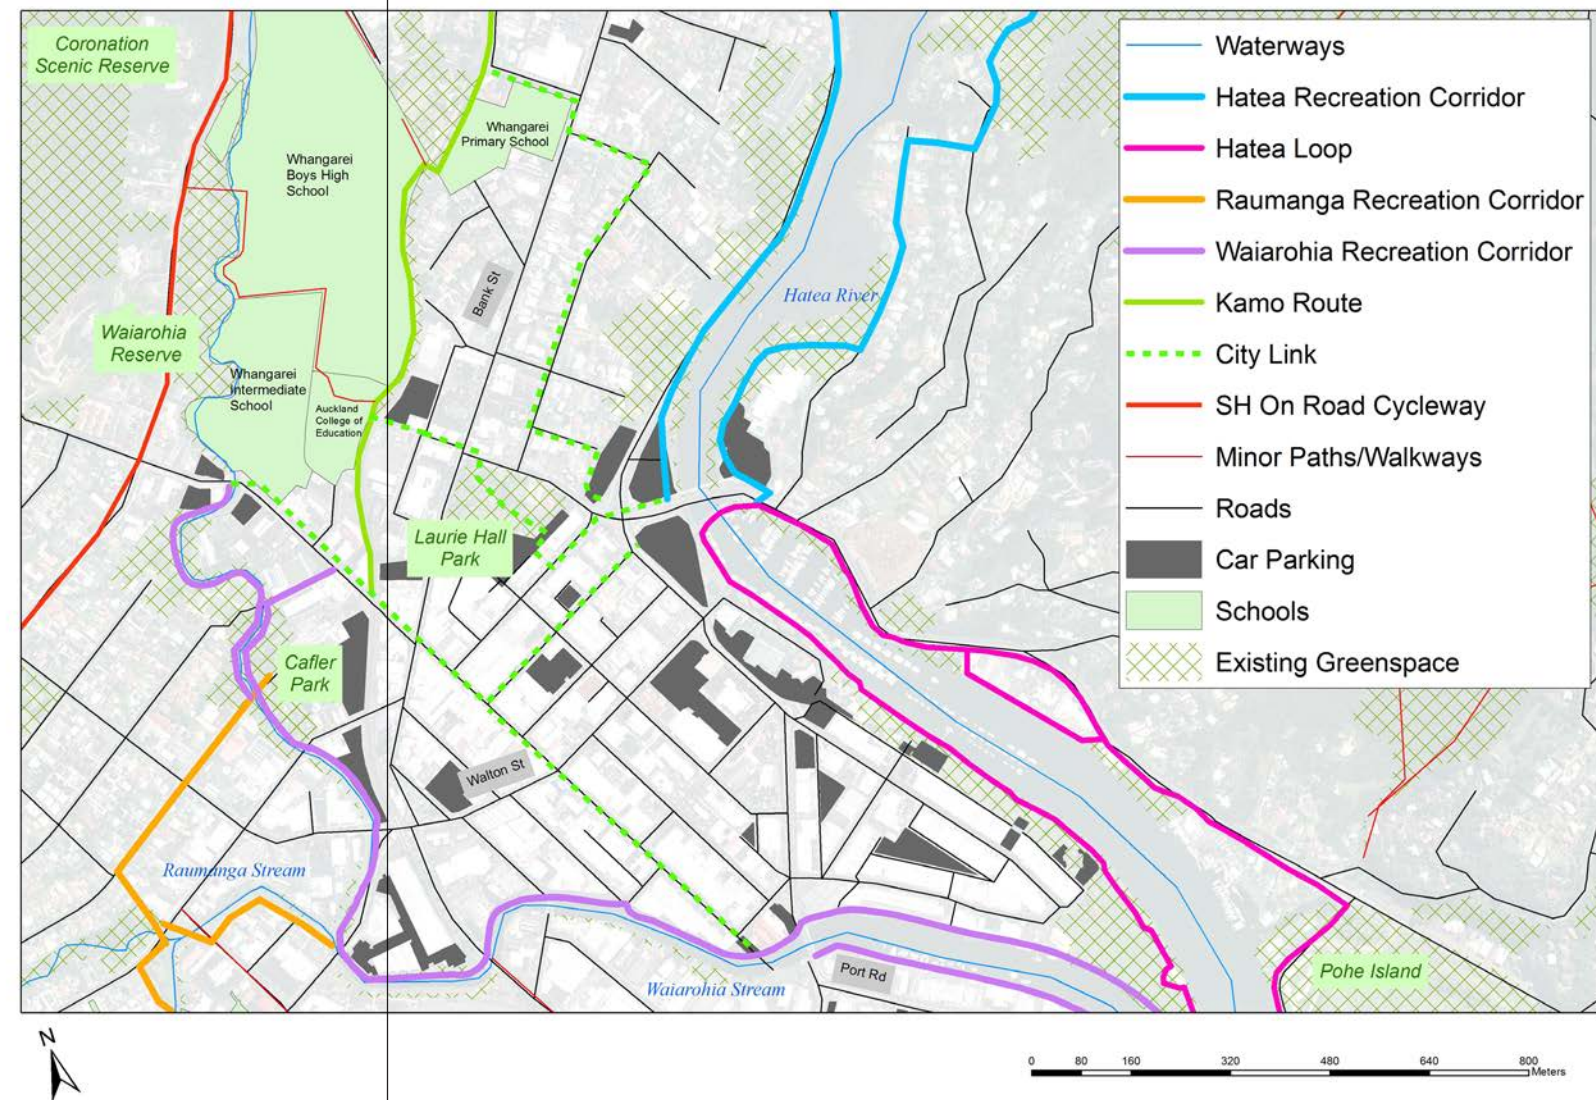 Coronation
Scenic Reserve
Whangarei
Primary School
Whangarei
Boys High
School
Bank St
Hatea River
Waiarohia
Reserve
Whangarei
Intermediate
School
Auckland
College of
Education
Laurie Hall
Park
Cafler
Park
Walton St
Raumanga Stream
Waiarohia Stream
Port Rd
Pohe Island
Waterways
Hatea Recreation Corridor
Hatea Loop
Raumanga Recreation Corridor
Waiarohia Recreation Corridor
Kamo Route
City Link
SH On Road Cycleway
Minor Paths/Walkways
Roads
Car Parking
Schools
Existing Greenspace
N
0 80 160 320 480 640 800
Meters